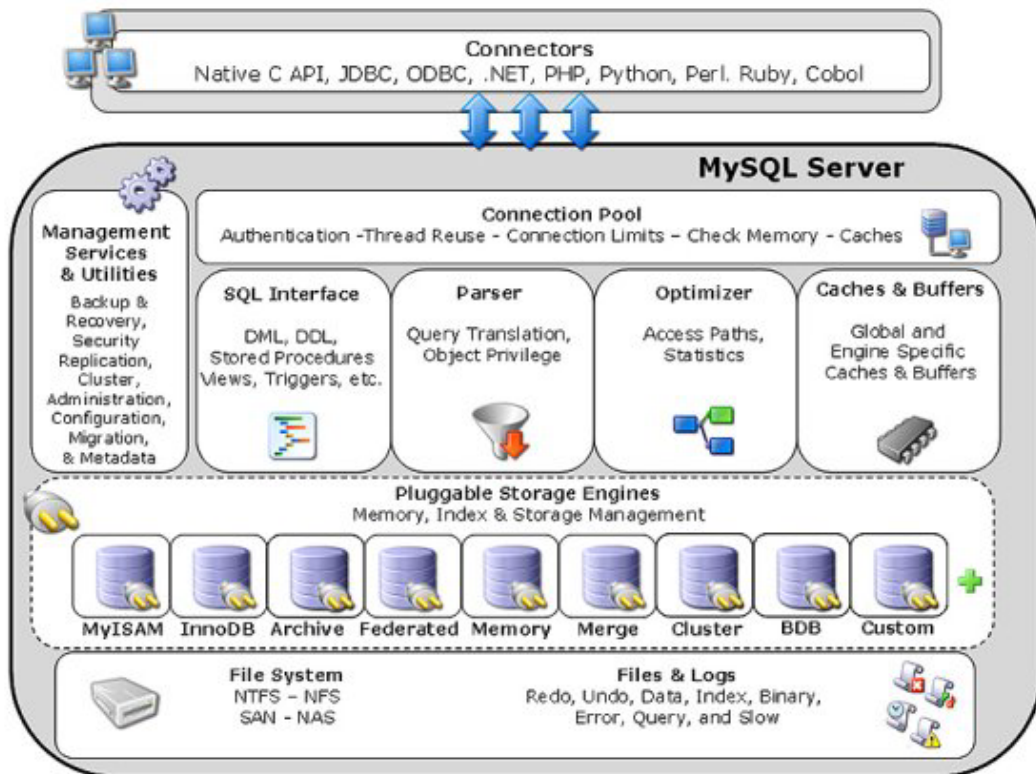 Connectors
Native C API, JDBC, ODBC, .NET, PHP, Python, Perl. Ruby, Cobol
MySQL Server
Management
Services
& Utilities
Backup &
Recovery,
Security
Replication,
Cluster,
Administration,
Configuration,
Migration,
& Metadata
Connection Pool
Authentication -Thread Reuse - Connection Limits – Check Memory - Caches
SQL Interface
DML, DDL,
Stored Procedures
Views, Triggers, etc.
Parser
Query Translation,
Object Privilege
Optimizer
Access Paths,
Statistics
Caches & Buffers
Global and
Engine Specific
Caches & Buffers
Pluggable Storage Engines
Memory, Index & Storage Management
MyISAM InnoDB Archive Federated Memory Merge Cluster BDB Custom
File System
NTFS – NFS
SAN - NAS
Files & Logs
Redo, Undo, Data, Index, Binary,
Error, Query, and Slow